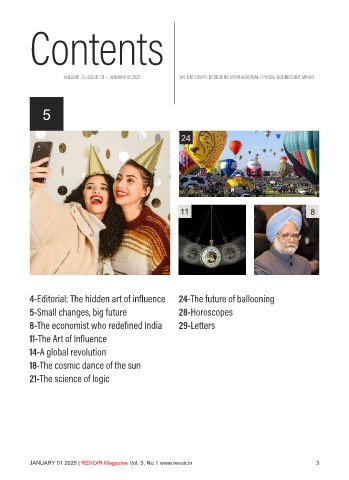 Contents
VOLUME 03, ISSUE 01 | JANUARY 01 2025
ON THE COVER: DESIGNING VIPIN AGARWAL | PHOTO:
5
24
11
8
4-Editorial: The hidden art of influence
5-Small changes, big future
8-The economist who redefined India
11-The Art of Influence
14-A global revolution
18-The cosmic dance of the sun
21-The science of logic
24-The future of ballooning
28-Horoscopes
29-Letters
JANUARY 01 2025 | REVOIR Magazine Vol. 3, No.1 www.revoir.in
3